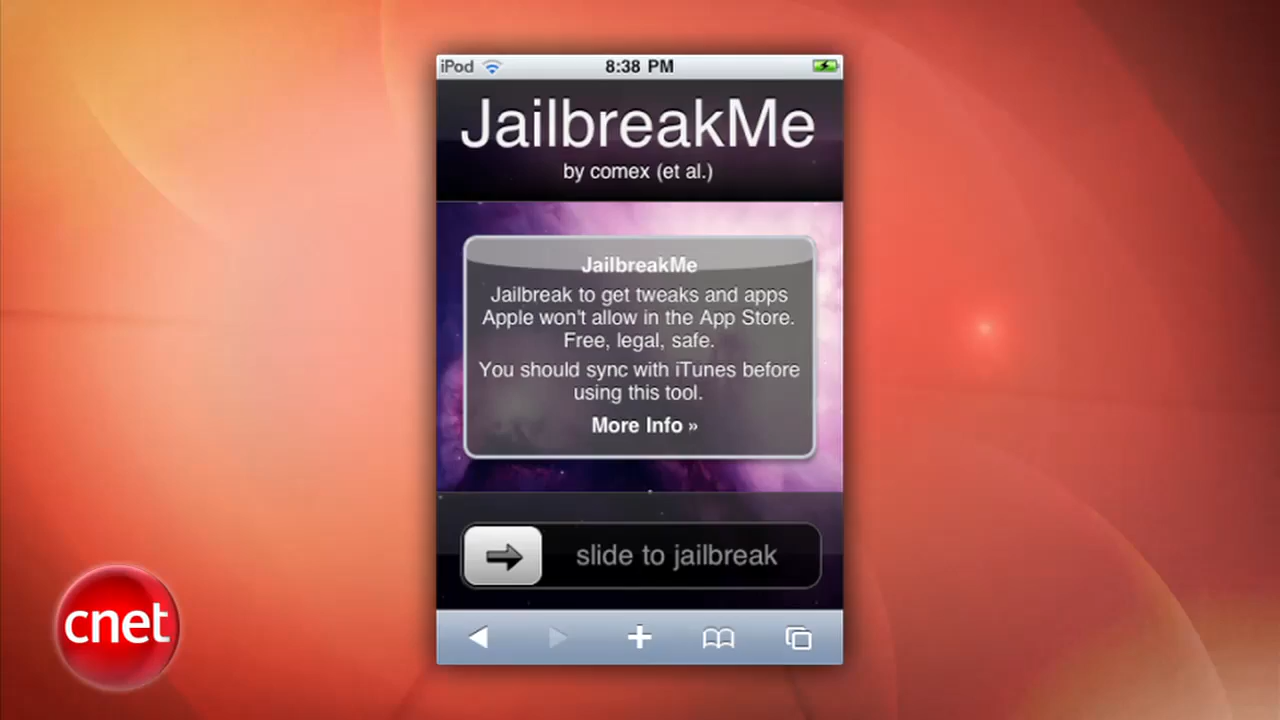 iPod
8:38 PM
JailbreakMe
by comex (et al.)
JailbreakMe
Jailbreak to get tweaks and apps
Apple won't allow in the App Store.
Free, legal, safe.
You should sync with iTunes before
using this tool.
More Info »
slide to jailbreak
cnet